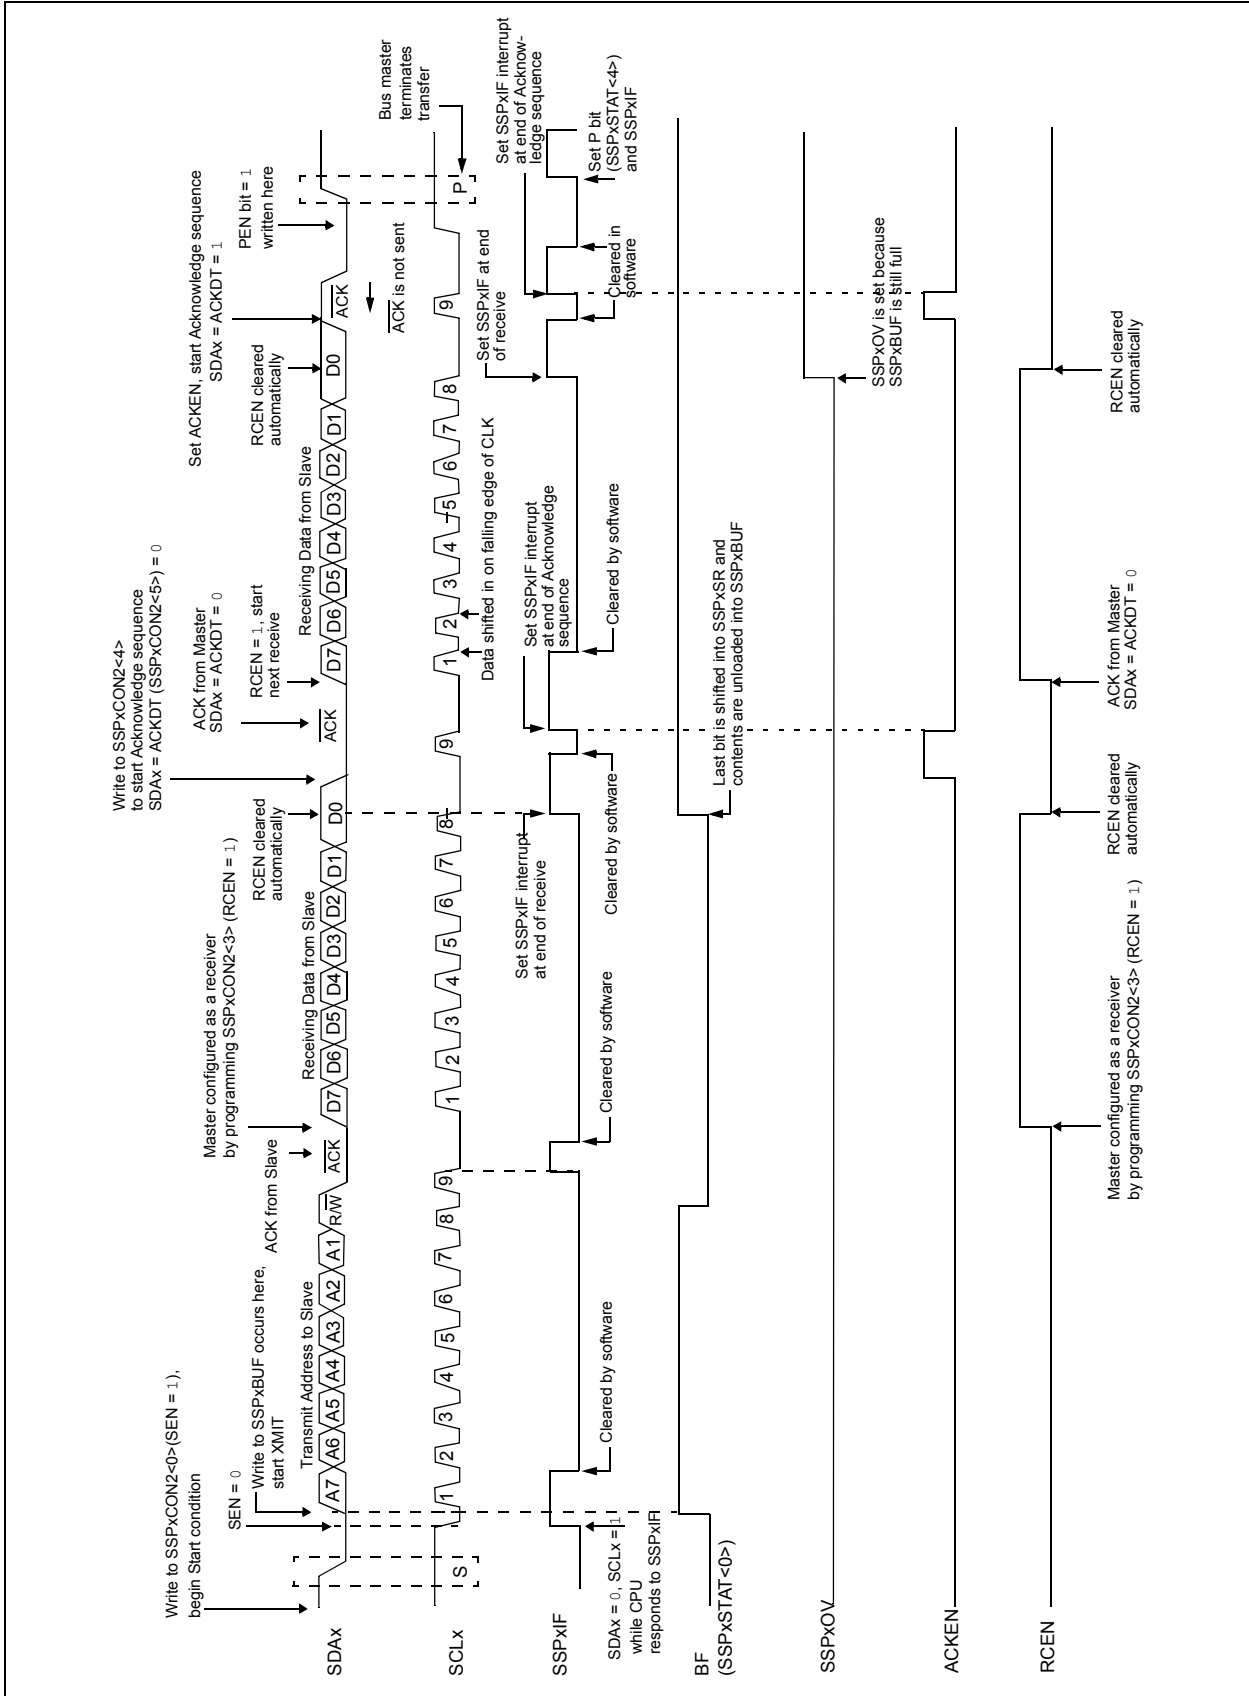 Write to SSPxCON2<0>(SEN = 1),
begin Start condition
SEN = 0
Write to SSPxBUF occurs here,
start XMIT
ACK from Slave
Master configured as a receiver
by programming SSPxCON2<3> (RCEN = 1)
RCEN cleared
automatically
Write to SSPxCON2<4>
to start Acknowledge sequence
SDAx = ACKDT (SSPxCON2<5>) = 0
ACK from Master
SDAx = ACKDT = 0
RCEN = 1, start
next receive
RCEN cleared
automatically
Set ACKEN, start Acknowledge sequence
SDAx = ACKDT = 1
PEN bit = 1
written here
Transmit Address to Slave
Receiving Data from Slave
Receiving Data from Slave
SDAx
A7 A6 A5 A4 A3 A2 A1 R/W ACK
D7 D6 D5 D4 D3 D2 D1 D0 ACK
D7 D6 D5 D4 D3 D2 D1 D0 ACK
ACK is not sent
Bus master
terminates
transfer
SCLx
S
1 2 3 4 5 6 7 8 9
1 2 3 4 5 6 7 8 9
1 2 3 4 5 6 7 8 9
P
Data shifted in on falling edge of CLK
Set SSPxIF interrupt
at end of receive
Set SSPxIF interrupt
at end of Acknowledge
sequence
Set SSPxIF at end
of receive
Set SSPxIF interrupt
at end of Acknow-
ledge sequence
SSPxIF
SDAx = 0, SCLx = 1
while CPU
responds to SSPxIF
Cleared by software
Cleared by software
Cleared by software
Cleared by software
Cleared in
software
Set P bit
(SSPxSTAT<4>)
and SSPxIF
BF
(SSPxSTAT<0>)
Last bit is shifted into SSPxSR and
contents are unloaded into SSPxBUF
SSPxOV
SSPxOV is set because
SSPxBUF is still full
ACKEN
RCEN
Master configured as a receiver
by programming SSPxCON2<3> (RCEN = 1)
RCEN cleared
automatically
ACK from Master
SDAx = ACKDT = 0
RCEN cleared
automatically